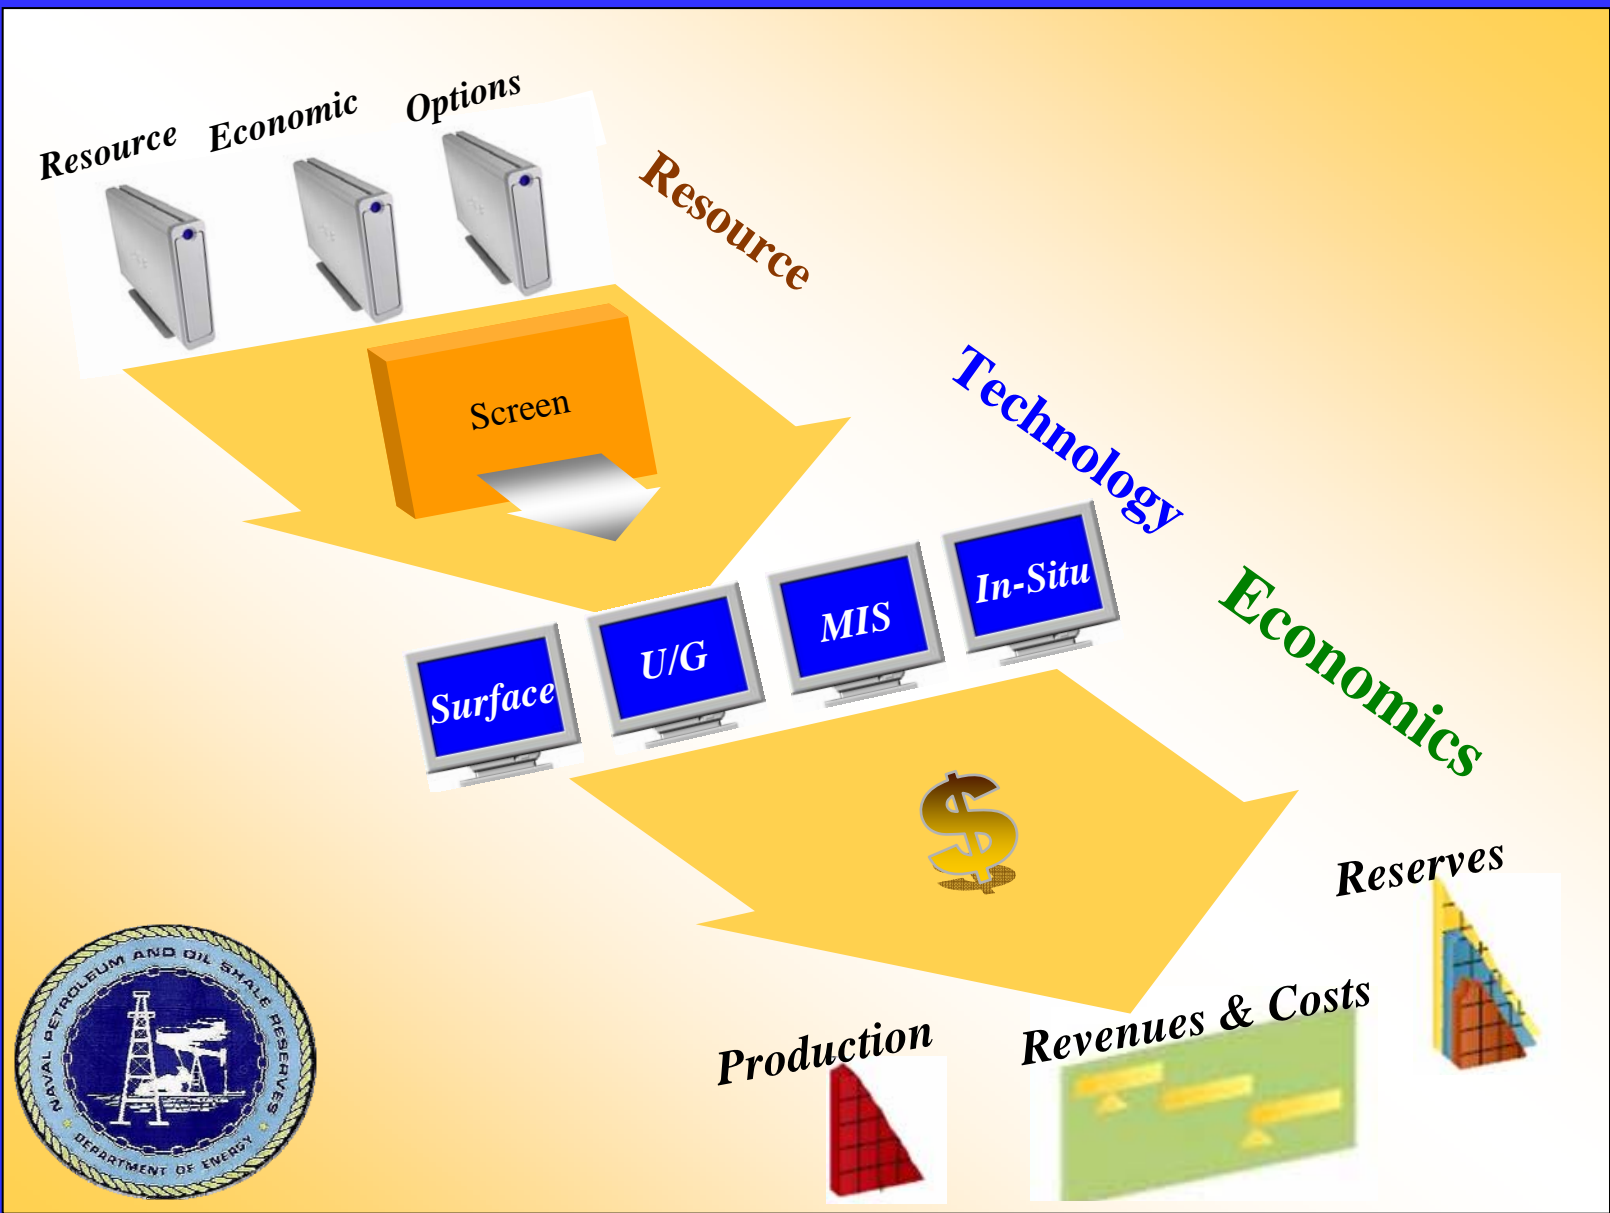 Resource
Economic
Options
Resource
Screen
Technology
Surface
U/G
MIS
In-Situ
Economics
$
Reserves
Production
Revenues & Costs
NAVAL PETROLEUM AND OIL SHALE RESERVES
DEPARTMENT OF ENERGY